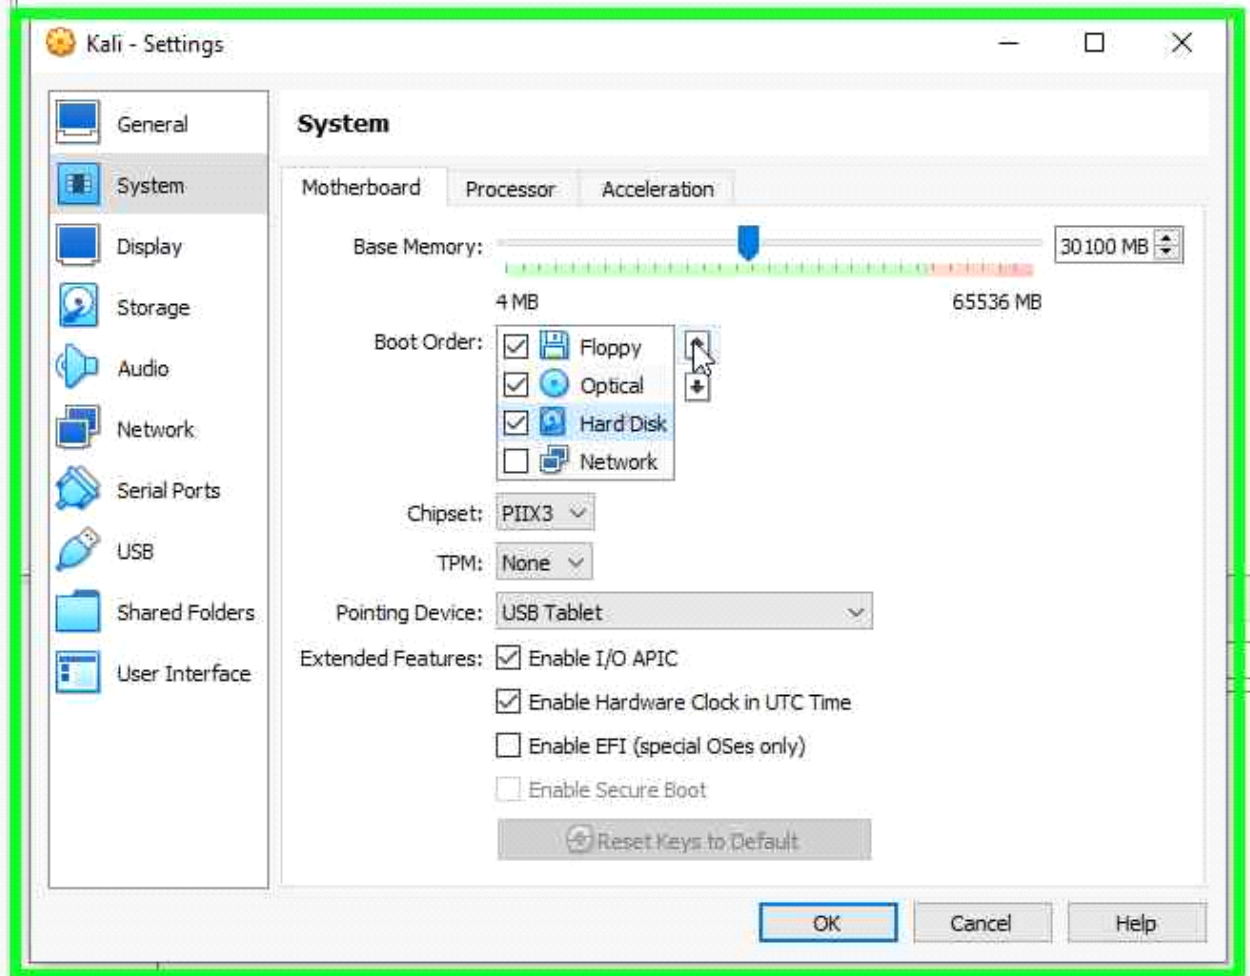 Kali - Settings
General
System
Display
Storage
Audio
Network
Serial Ports
USB
Shared Folders
User Interface
System
Motherboard Processor Acceleration
Base Memory: 30100 MB
4 MB 65536 MB
Boot Order: Floppy
Optical
Hard Disk
Network
Chipset: PIIX3
TPM: None
Pointing Device: USB Tablet
Extended Features: Enable I/O APIC
Enable Hardware Clock in UTC Time
Enable EFI (special OSes only)
Enable Secure Boot
Reset Keys to Default
OK Cancel Help